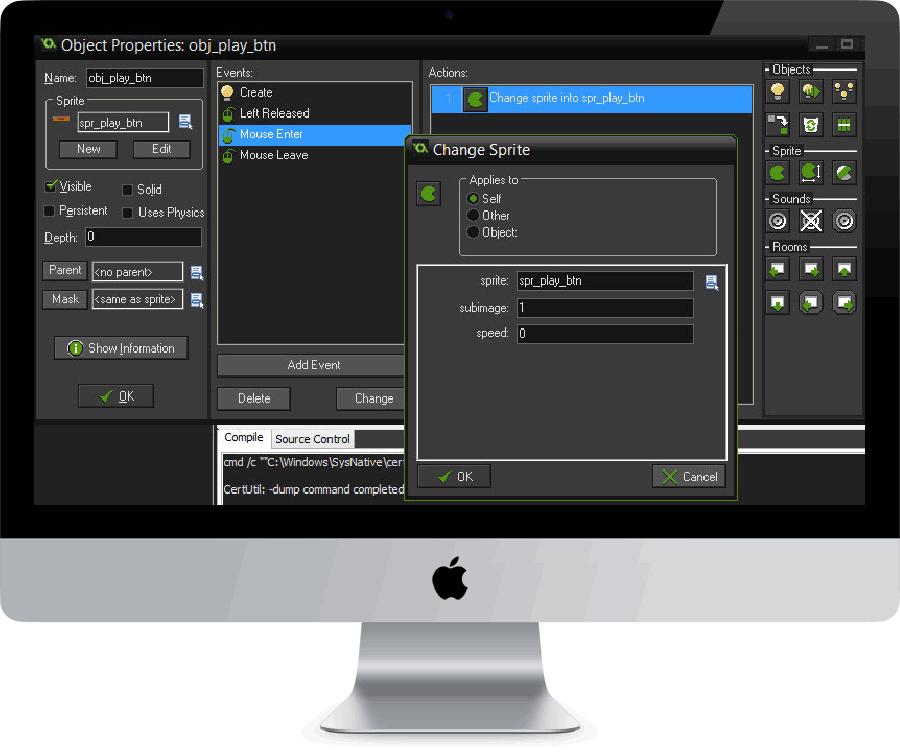 Object Properties: obj_play_btn
Name: obj_play_btn
Sprite
spr_play_btn
New Edit
Visible Solid
Persistent Uses Physics
Depth: 0
Parent <no parent>
Mask <same as sprite>
Show Information
OK
Events:
Create
Left Released
Mouse Enter
Mouse Leave
Add Event
Delete Change
Actions:
1 Change sprite into spr_play_btn
Change Sprite
Applies to
Self
Other
Object:
sprite: spr_play_btn
subimage: 1
speed: 0
OK Cancel
Objects
Sprite
Sounds
Rooms
Compile Source Control
cmd /c ""C:\Windows\SysNative\cer
CertUtil: -dump command completed